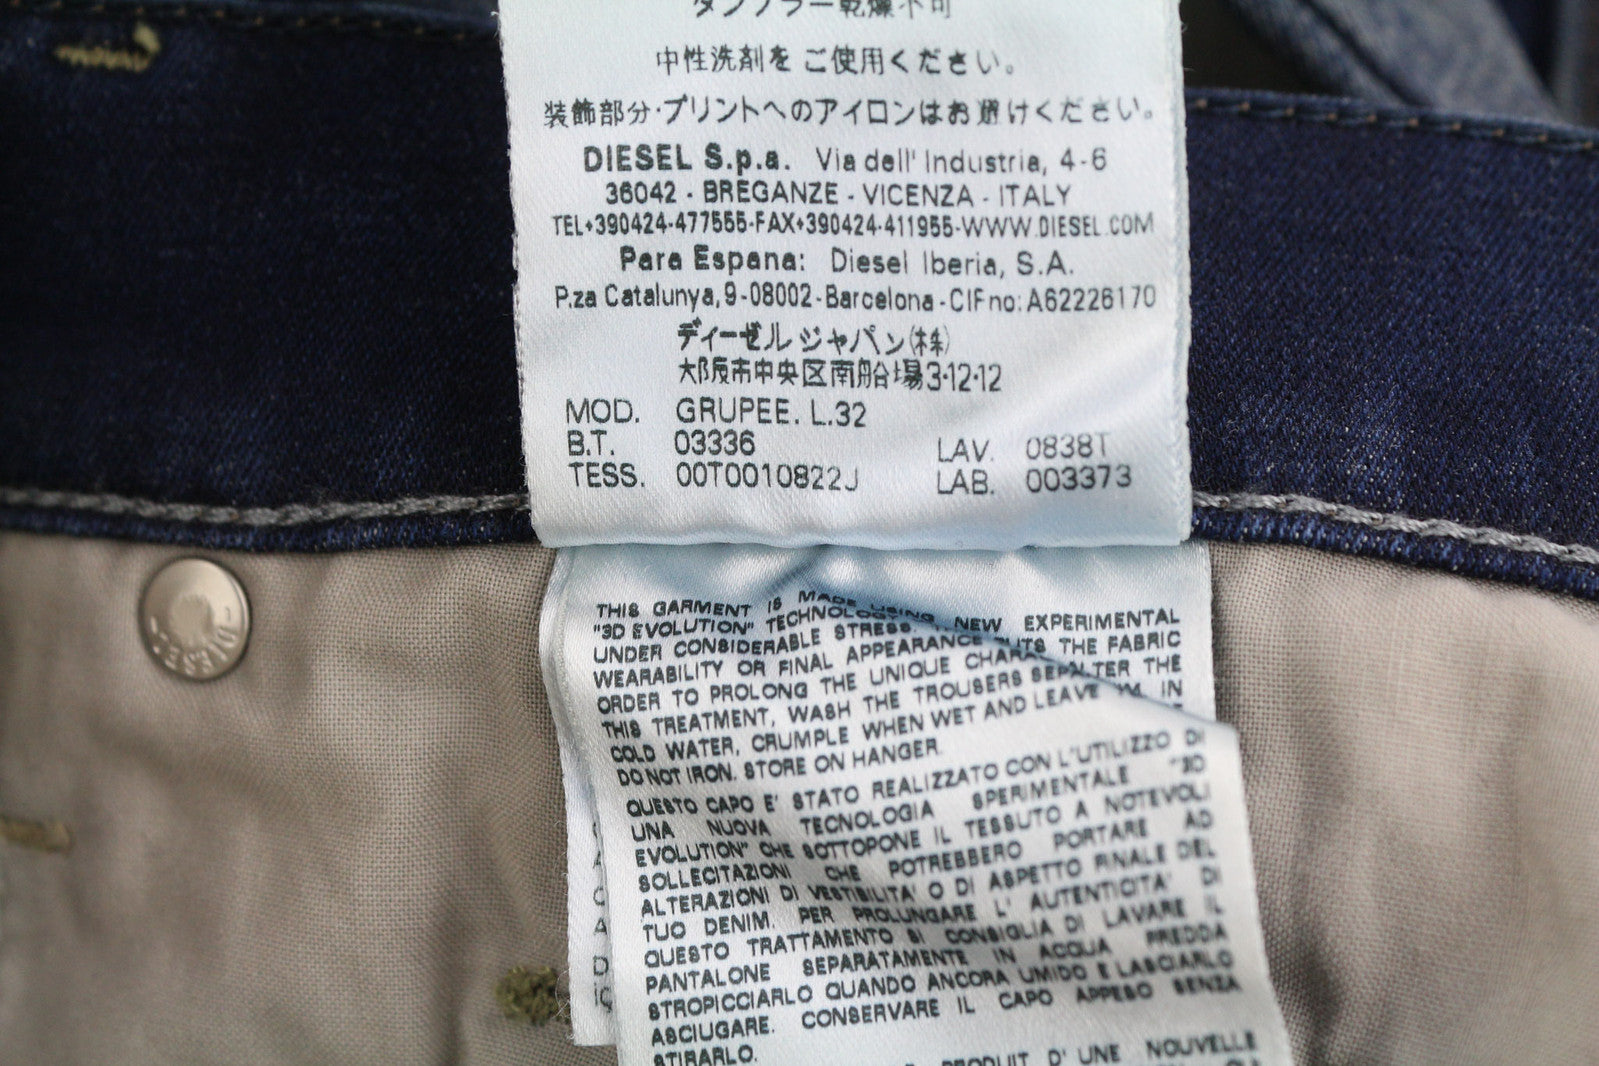 タンブラー乾燥不可
中性洗剤を ご使用ください。
装飾部分・プリントへのアイロンはお避けください。
DIESEL S.p.a. Via dell' Industria, 4-6
36042 - BREGANZE - VICENZA - ITALY
TEL+390424-477555-FAX+390424-411955-WWW.DIESEL.COM
Para Espana: Diesel Iberia, S.A.
P.za Catalunya, 9-08002-Barcelona-CIF no: A62226170
ディーゼル ジャパン(株)
大阪市中央区南船場3-12-12
MOD. GRUPEE. L.32
B.T. 03336 LAV. 0838T
TESS. 00T0010822J LAB. 003373
THIS GARMENT IS MADE USING NEW EXPERIMENTAL
"3D EVOLUTION" TECHNOLOGY PUTS THE FABRIC
UNDER CONSIDERABLE STRESS ALTER THE
WEARABILITY OR FINAL APPEARANCE IN
ORDER TO PROLONG THE UNIQUE
THIS TREATMENT, WASH THE TROUSERS
COLD WATER, CRUMPLE WHEN WET AND LEAVE
DO NOT IRON. STORE ON HANGER.
QUESTO CAPO E' STATO REALIZZATO CON L'UTILIZZO DI
UNA NUOVA TECNOLOGIA SPERIMENTALE "3D
EVOLUTION" CHE SOTTOPONE IL TESSUTO A NOTEVOLI
SOLLECITAZIONI CHE POTREBBERO PORTARE AD
ALTERAZIONI DI VESTIBILITA' O DI ASPETTO FINALE DEL
TUO DENIM. PER PROLUNGARE L' AUTENTICITA' DI
QUESTO TRATTAMENTO SI CONSIGLIA DI LAVARE IL
PANTALONE SEPARATAMENTE IN ACQUA FREDDA
STROPICCIARLO QUANDO ANCORA UMIDO E LASCIARLO
ASCIUGARE. CONSERVARE IL CAPO APPESO SENZA
STIRARLO.
PRODUIT D' UNE NOUVELLE
DIESEL